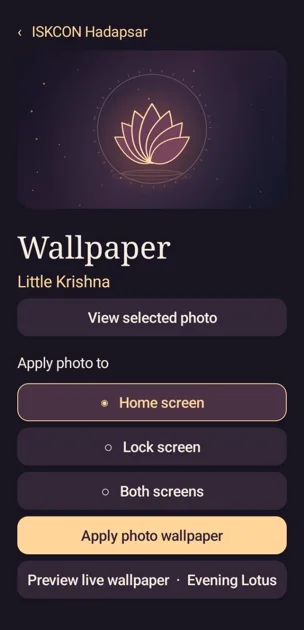 ‹ ISKCON Hadapsar
Wallpaper
Little Krishna
View selected photo
Apply photo to
◉ Home screen
○ Lock screen
○ Both screens
Apply photo wallpaper
Preview live wallpaper · Evening Lotus